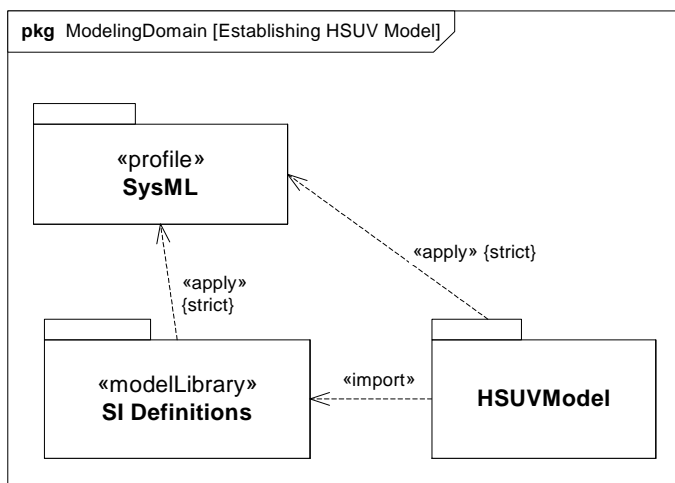 pkg ModelingDomain [Establishing HSUV Model]
«profile»
SysML
«apply» {strict}
«apply»
{strict}
«modelLibrary»
SI Definitions
«import»
HSUVModel